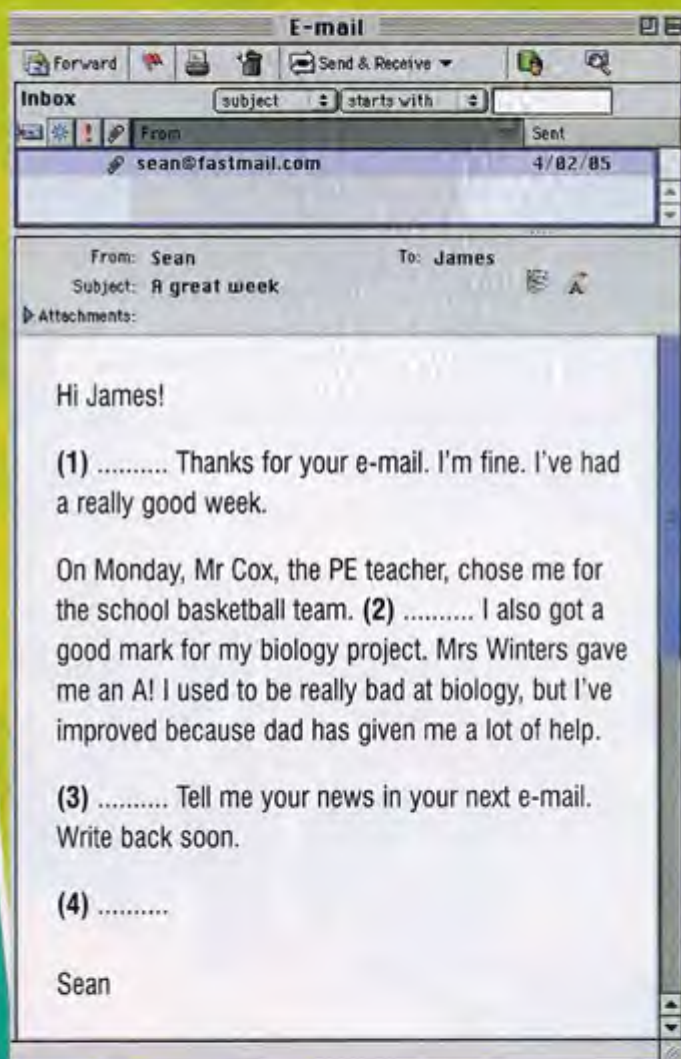 E-mail
Forward Send & Receive
Inbox subject starts with
From Sent
sean@fastmail.com 4/02/05
From: Sean To: James
Subject: A great week
Attachments:
Hi James!
(1) .......... Thanks for your e-mail. I'm fine. I've had
a really good week.
On Monday, Mr Cox, the PE teacher, chose me for
the school basketball team. (2) .......... I also got a
good mark for my biology project. Mrs Winters gave
me an A! I used to be really bad at biology, but I've
improved because dad has given me a lot of help.
(3) .......... Tell me your news in your next e-mail.
Write back soon.
(4) ..........
Sean